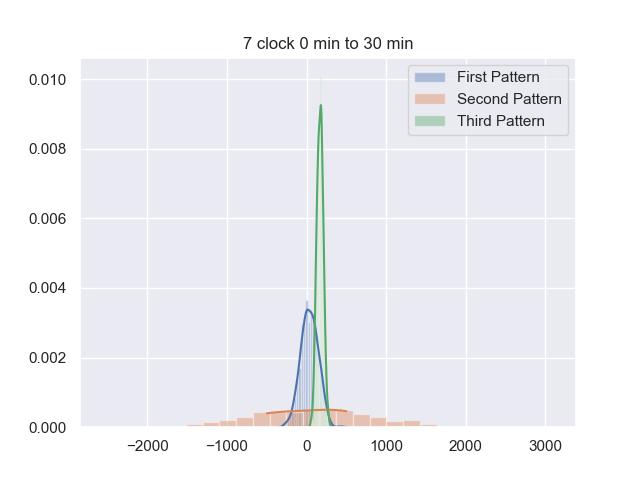 7 clock 0 min to 30 min
First Pattern
Second Pattern
Third Pattern
0.010
0.008
0.006
0.004
0.002
0.000
−2000 −1000 0 1000 2000 3000